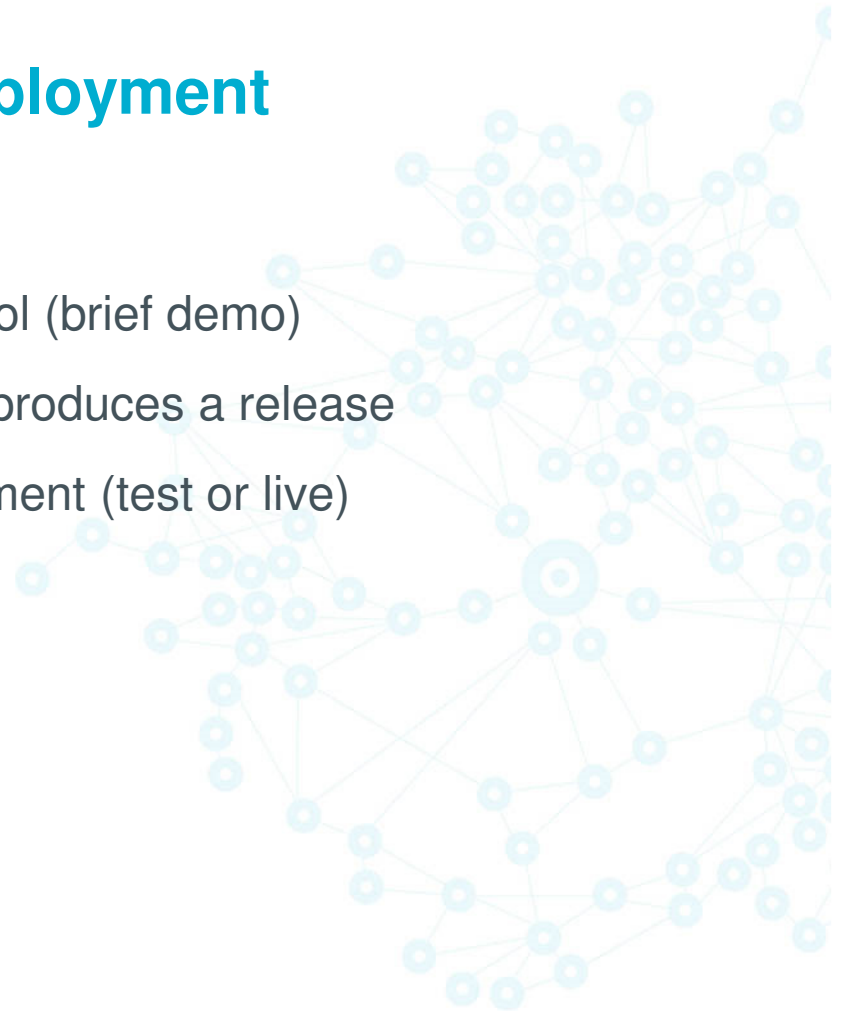 ployment
ol (brief demo)
produces a release
ment (test or live)